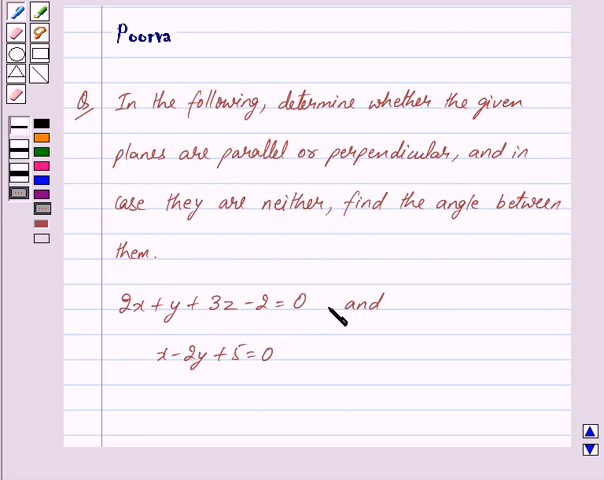 Poorva
Q In the following, determine whether the given
planes are parallel or perpendicular, and in
case they are neither, find the angle between
them.
2x + y + 3z - 2 = 0 and
x - 2y + 5 = 0